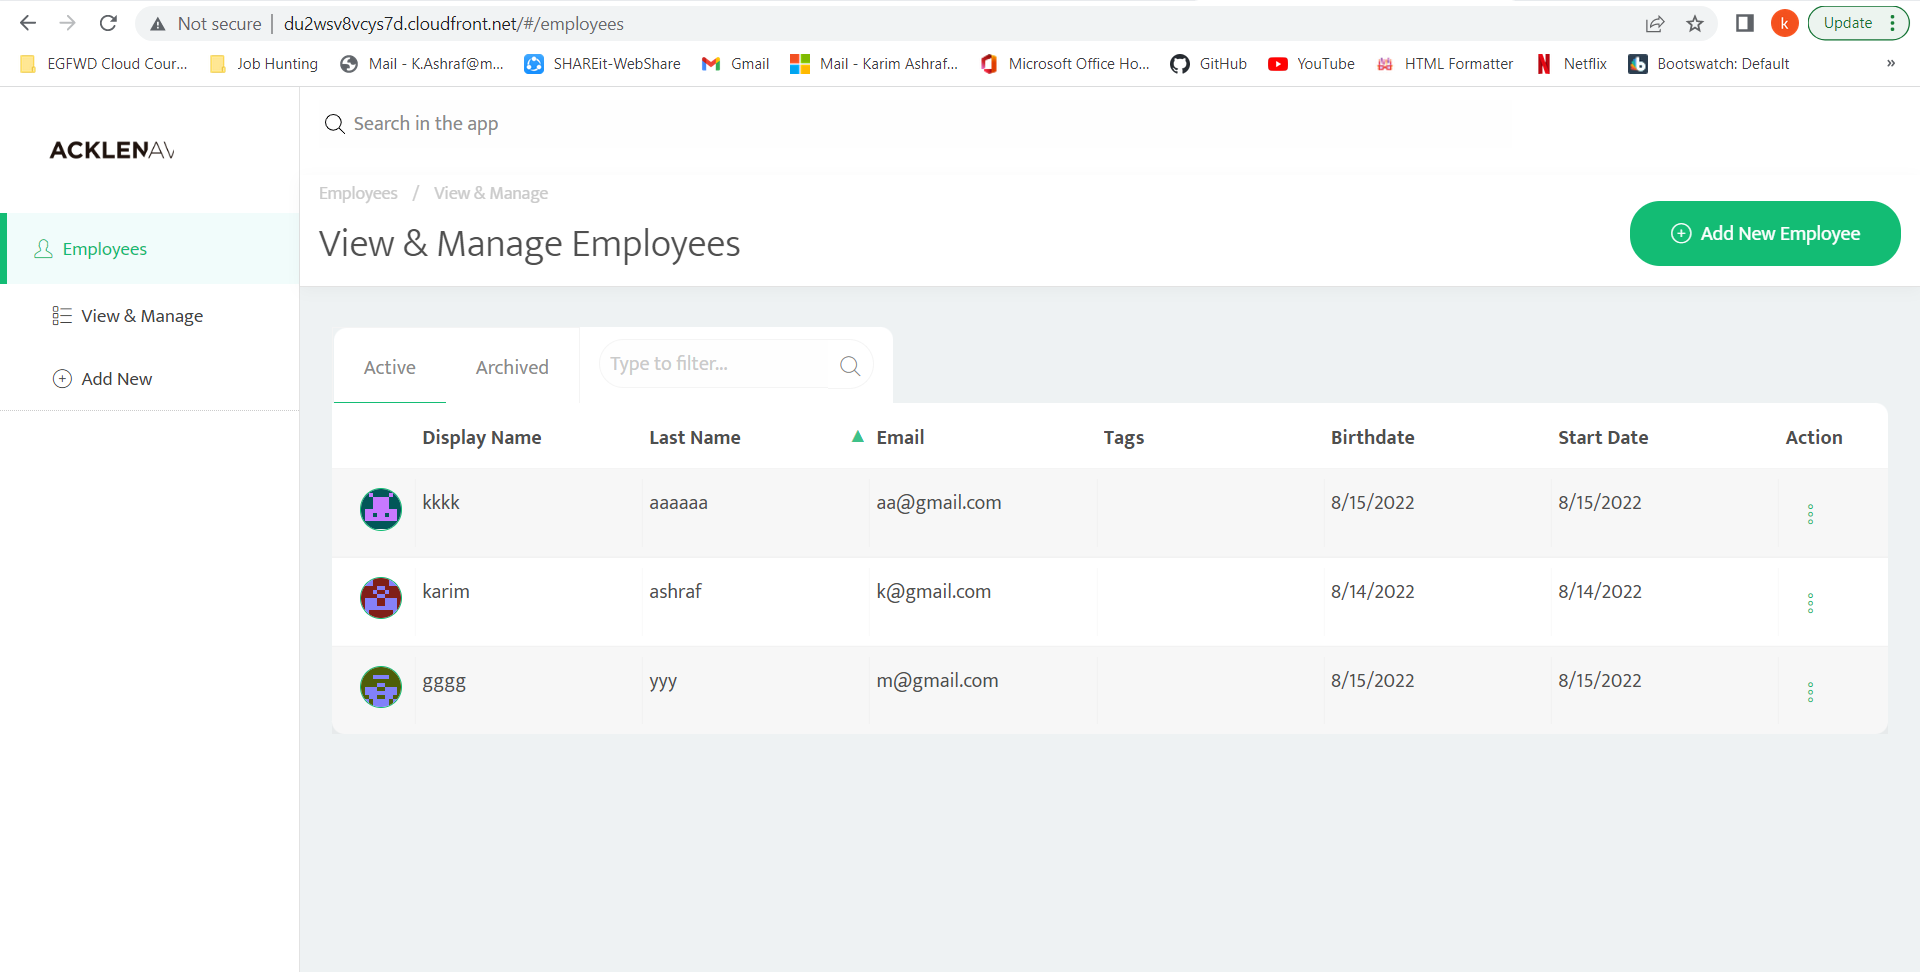 Not secure | du2wsv8vcys7d.cloudfront.net/#/employees k Update
EGFWD Cloud Cour... Job Hunting Mail - K.Ashraf@m... SHAREit-WebShare Gmail Mail - Karim Ashraf... Microsoft Office Ho... GitHub YouTube HTML Formatter Netflix Bootswatch: Default »
Search in the app
ACKLENAV
Employees / View & Manage
View & Manage Employees
Add New Employee
Employees
View & Manage
Add New
Active Archived Type to filter...
Display Name Last Name Email Tags Birthdate Start Date Action
kkkk aaaaaa aa@gmail.com 8/15/2022 8/15/2022
karim ashraf k@gmail.com 8/14/2022 8/14/2022
gggg yyy m@gmail.com 8/15/2022 8/15/2022